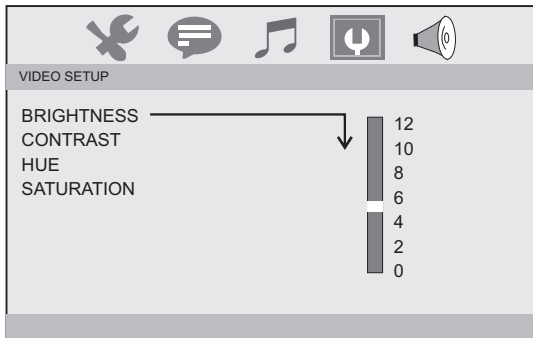 VIDEO SETUP
BRIGHTNESS
CONTRAST
HUE
SATURATION
12
10
8
6
4
2
0